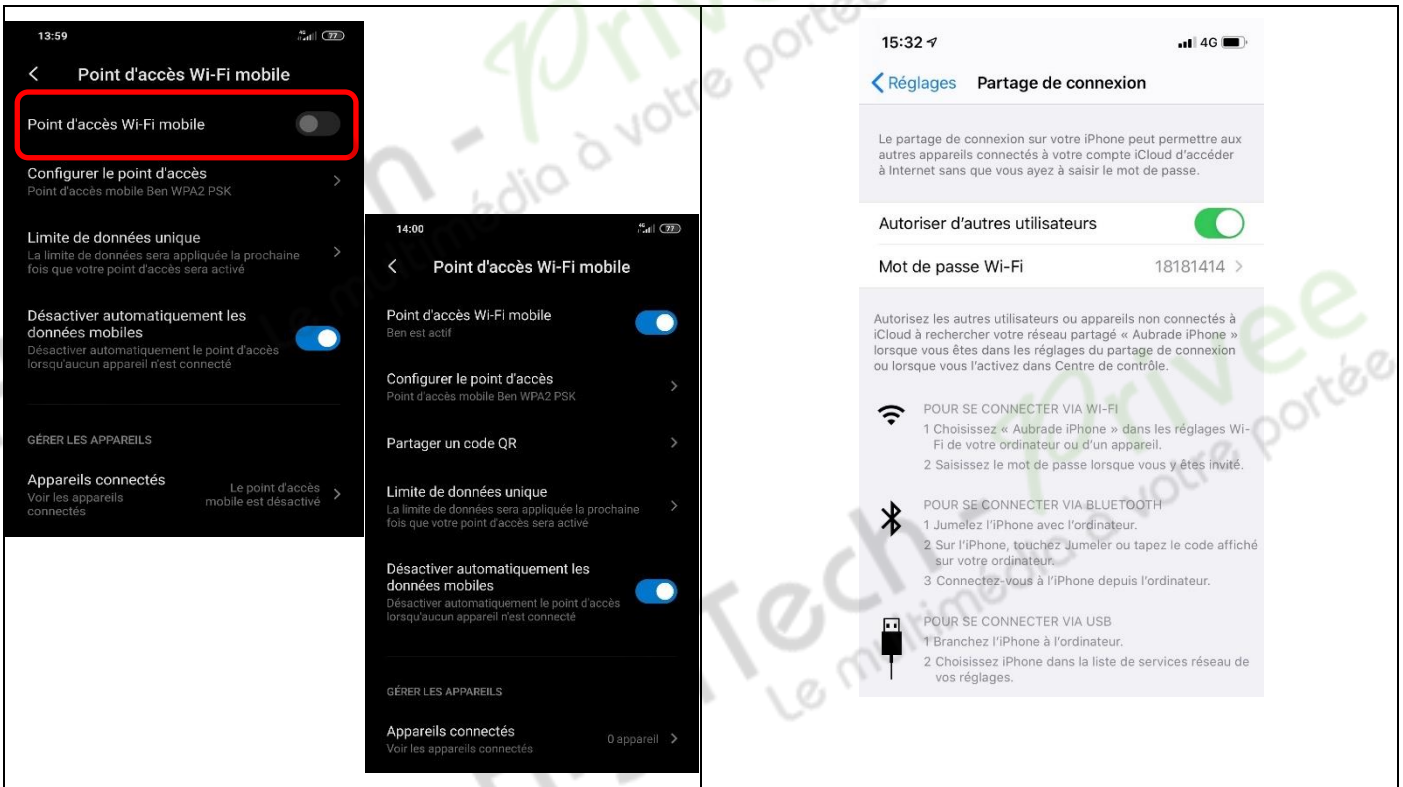 13:59
4G
77
Point d'accès Wi-Fi mobile
Point d'accès Wi-Fi mobile
Configurer le point d'accès
Point d'accès mobile Ben WPA2 PSK
Limite de données unique
La limite de données sera appliquée la prochaine
fois que votre point d'accès sera activé
Désactiver automatiquement les
données mobiles
Désactiver automatiquement le point d'accès
lorsqu'aucun appareil n'est connecté
GÉRER LES APPAREILS
Appareils connectés
Voir les appareils
connectés
Le point d'accès
mobile est désactivé
14:00
4G
77
Point d'accès Wi-Fi mobile
Point d'accès Wi-Fi mobile
Ben est actif
Configurer le point d'accès
Point d'accès mobile Ben WPA2 PSK
Partager un code QR
Limite de données unique
La limite de données sera appliquée la prochaine
fois que votre point d'accès sera activé
Désactiver automatiquement les
données mobiles
Désactiver automatiquement le point d'accès
lorsqu'aucun appareil n'est connecté
GÉRER LES APPAREILS
Appareils connectés
Voir les appareils connectés
0 appareil
15:32
4G
Réglages Partage de connexion
Le partage de connexion sur votre iPhone peut permettre aux
autres appareils connectés à votre compte iCloud d'accéder
à Internet sans que vous ayez à saisir le mot de passe.
Autoriser d'autres utilisateurs
Mot de passe Wi-Fi 18181414
Autorisez les autres utilisateurs ou appareils non connectés à
iCloud à rechercher votre réseau partagé « Aubrade iPhone »
lorsque vous êtes dans les réglages du partage de connexion
ou lorsque vous l'activez dans Centre de contrôle.
POUR SE CONNECTER VIA WI-FI
1 Choisissez « Aubrade iPhone » dans les réglages Wi-
Fi de votre ordinateur ou d'un appareil.
2 Saisissez le mot de passe lorsque vous y êtes invité.
POUR SE CONNECTER VIA BLUETOOTH
1 Jumelez l'iPhone avec l'ordinateur.
2 Sur l'iPhone, touchez Jumeler ou tapez le code affiché
sur votre ordinateur.
3 Connectez-vous à l'iPhone depuis l'ordinateur.
POUR SE CONNECTER VIA USB
1 Branchez l'iPhone à l'ordinateur.
2 Choisissez iPhone dans la liste de services réseau de
vos réglages.
Tech - Privee
Le multimédia à votre portée